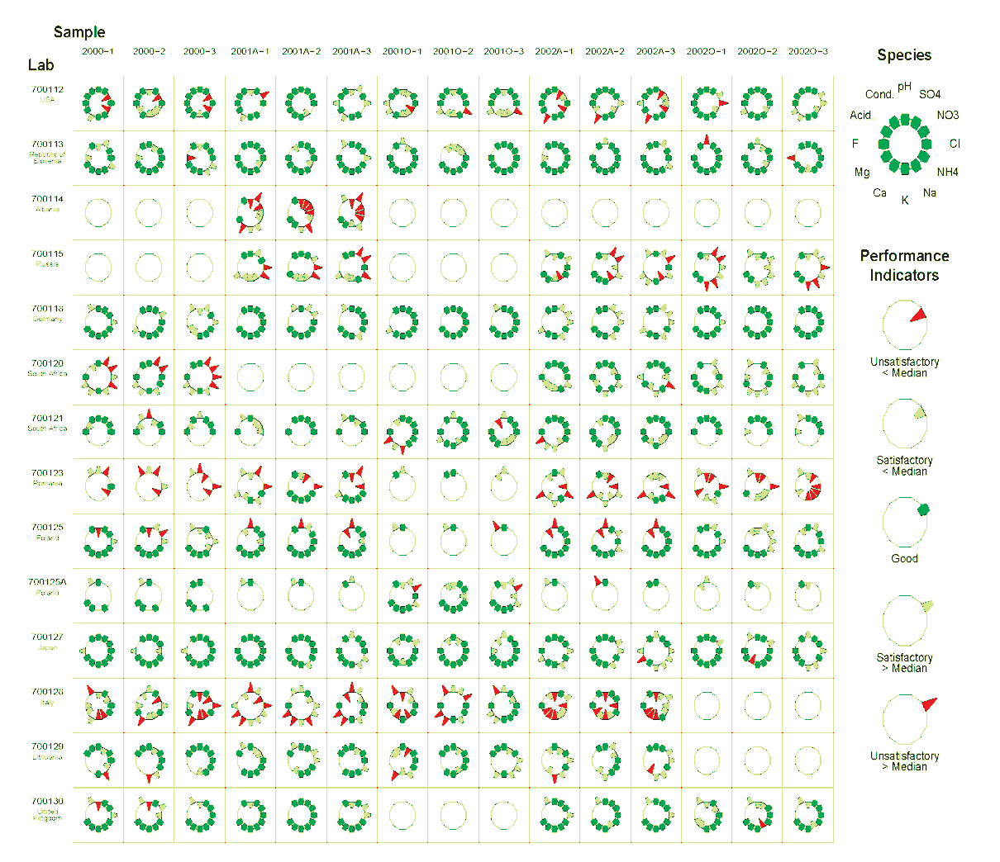 Sample
Lab
2000-1 2000-2 2000-3 2001A-1 2001A-2 2001A-3 2001O-1 2001O-2 2001O-3 2002A-1 2002A-2 2002A-3 2002O-1 2002O-2 2002O-3
700112
USA
700113
Republic of
Slovenia
700114
Albania
700115
Russia
700118
Germany
700120
South Africa
700121
South Africa
700123
Romania
700125
Poland
700125A
Poland
700127
Japan
700128
Italy
700129
Lithuania
700130
United
Kingdom
Species
pH
Cond. SO4
Acid. NO3
F Cl
Mg NH4
Ca Na
K
Performance
Indicators
Unsatisfactory
< Median
Satisfactory
< Median
Good
Satisfactory
> Median
Unsatisfactory
> Median